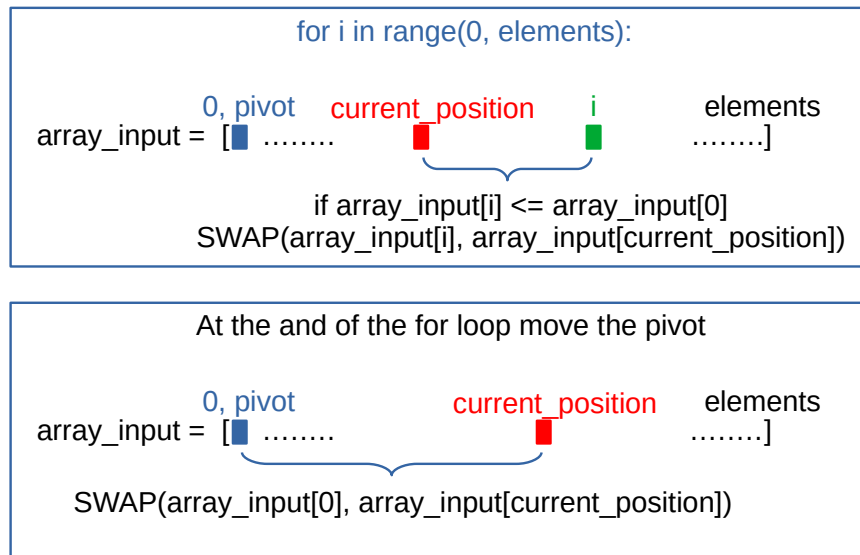 for i in range(0, elements):
0, pivot current_position i elements
array_input = [ ........ ........]
if array_input[i] <= array_input[0]
SWAP(array_input[i], array_input[current_position])
At the and of the for loop move the pivot
0, pivot current_position elements
array_input = [ ........ ........]
SWAP(array_input[0], array_input[current_position])